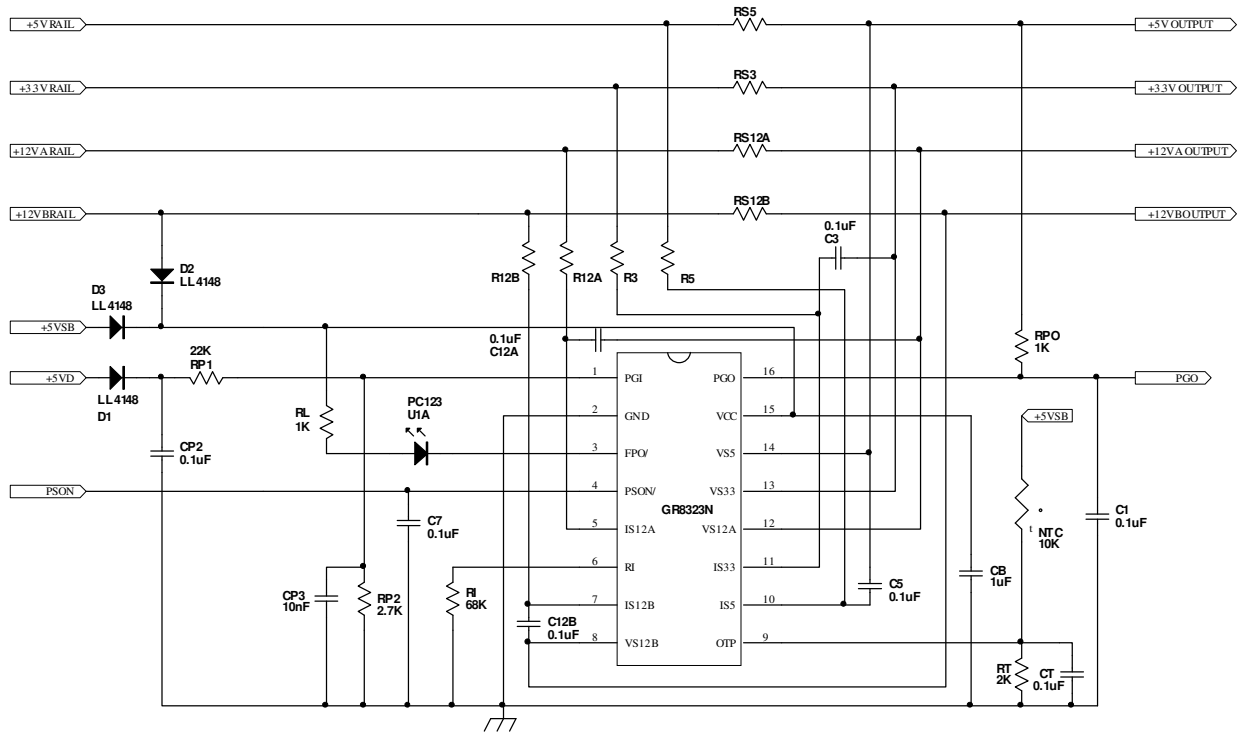 +5V RAIL
RS5
+5V OUTPUT
+3.3V RAIL
RS3
+3.3V OUTPUT
+12VA RAIL
RS12A
+12VA OUTPUT
+12VB RAIL
RS12B
+12VB OUTPUT
0.1uF
C3
D2
LL4148
R12B
R12A
R3
R5
D3
LL4148
+5VSB
0.1uF
C12A
RPO
1K
22K
RP1
+5VD
LL4148
D1
1
PGI
PGO
16
PGO
RL
1K
PC123
U1A
2
GND
VCC
15
+5VSB
CP2
0.1uF
3
FPO/
VS5
14
PSON
4
PSON/
VS33
13
GR8323N
C7
0.1uF
5
IS12A
VS12A
12
t
°
NTC
10K
C1
0.1uF
6
RI
IS33
11
CP3
10nF
RP2
2.7K
RI
68K
7
IS12B
IS5
10
C5
0.1uF
CB
1uF
C12B
0.1uF
8
VS12B
OTP
9
RT
2K
CT
0.1uF